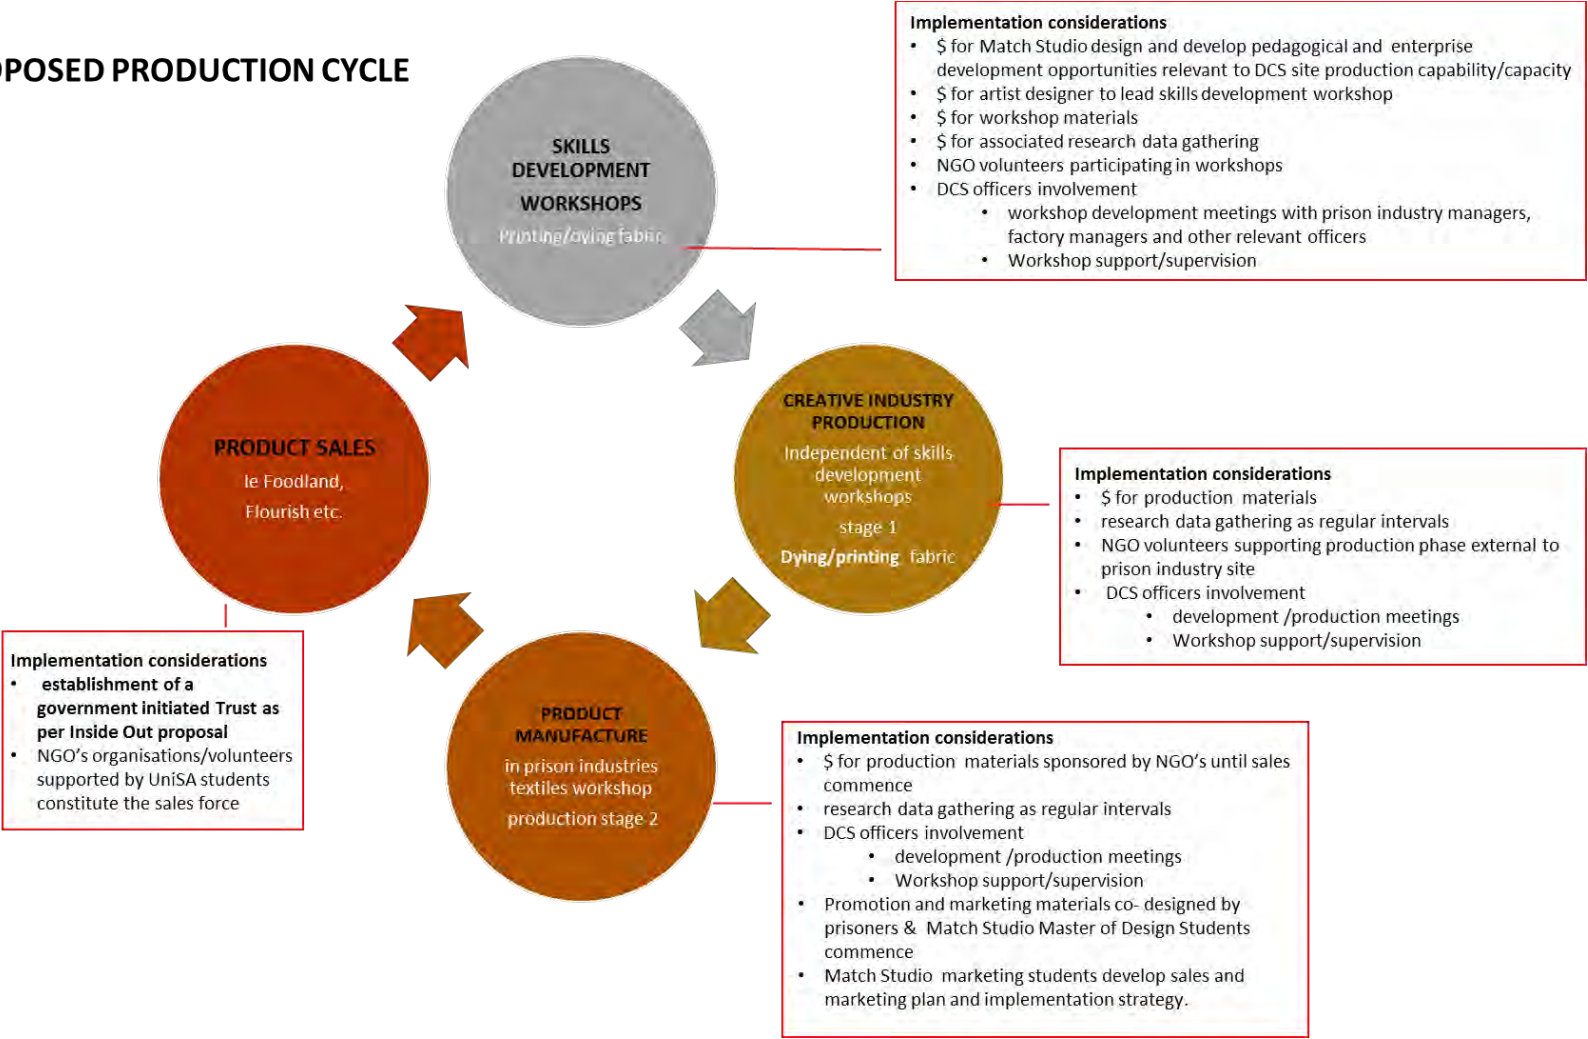 OPOSED PRODUCTION CYCLE
SKILLS
DEVELOPMENT
WORKSHOPS
Printing/dying fabric
Implementation considerations
• $ for Match Studio design and develop pedagogical and enterprise
development opportunities relevant to DCS site production capability/capacity
• $ for artist designer to lead skills development workshop
• $ for workshop materials
• $ for associated research data gathering
• NGO volunteers participating in workshops
• DCS officers involvement
• workshop development meetings with prison industry managers,
factory managers and other relevant officers
• Workshop support/supervision
CREATIVE INDUSTRY
PRODUCTION
Independent of skills
development
workshops
stage 1
Dying/printing fabric
Implementation considerations
• $ for production materials
• research data gathering as regular intervals
• NGO volunteers supporting production phase external to
prison industry site
• DCS officers involvement
• development /production meetings
• Workshop support/supervision
PRODUCT
MANUFACTURE
in prison industries
textiles workshop
production stage 2
Implementation considerations
• $ for production materials sponsored by NGO's until sales
commence
• research data gathering as regular intervals
• DCS officers involvement
• development /production meetings
• Workshop support/supervision
• Promotion and marketing materials co- designed by
prisoners & Match Studio Master of Design Students
commence
• Match Studio marketing students develop sales and
marketing plan and implementation strategy.
PRODUCT SALES
Ie Foodland,
Flourish etc.
Implementation considerations
• establishment of a
government initiated Trust as
per Inside Out proposal
• NGO's organisations/volunteers
supported by UniSA students
constitute the sales force